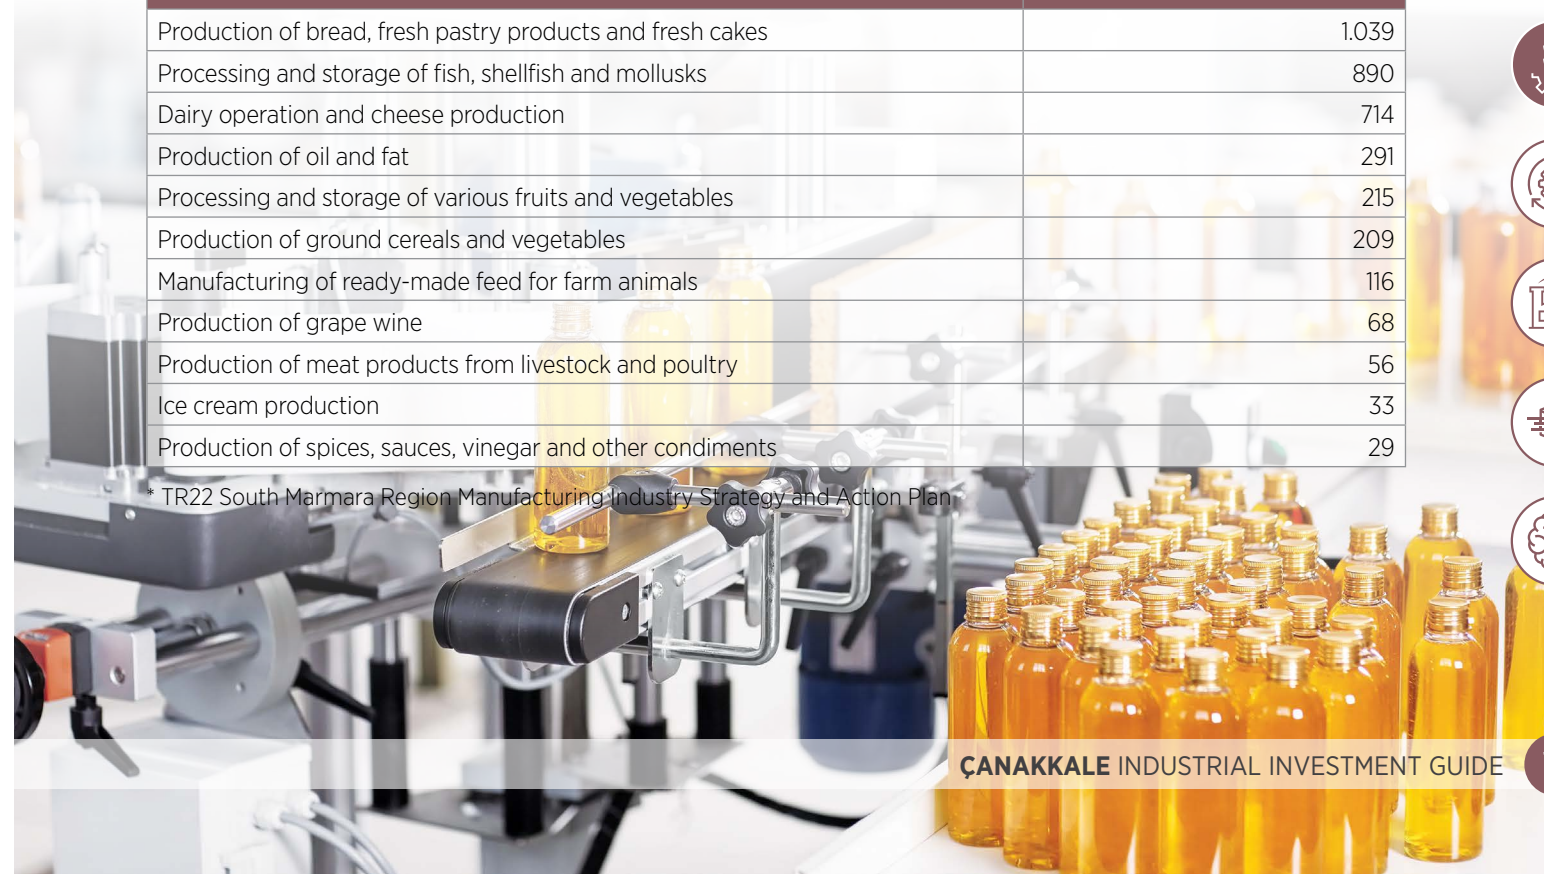 Production of bread, fresh pastry products and fresh cakes 1.039
Processing and storage of fish, shellfish and mollusks 890
Dairy operation and cheese production 714
Production of oil and fat 291
Processing and storage of various fruits and vegetables 215
Production of ground cereals and vegetables 209
Manufacturing of ready-made feed for farm animals 116
Production of grape wine 68
Production of meat products from livestock and poultry 56
Ice cream production 33
Production of spices, sauces, vinegar and other condiments 29
* TR22 South Marmara Region Manufacturing Industry Strategy and Action Plan
ÇANAKKALE INDUSTRIAL INVESTMENT GUIDE